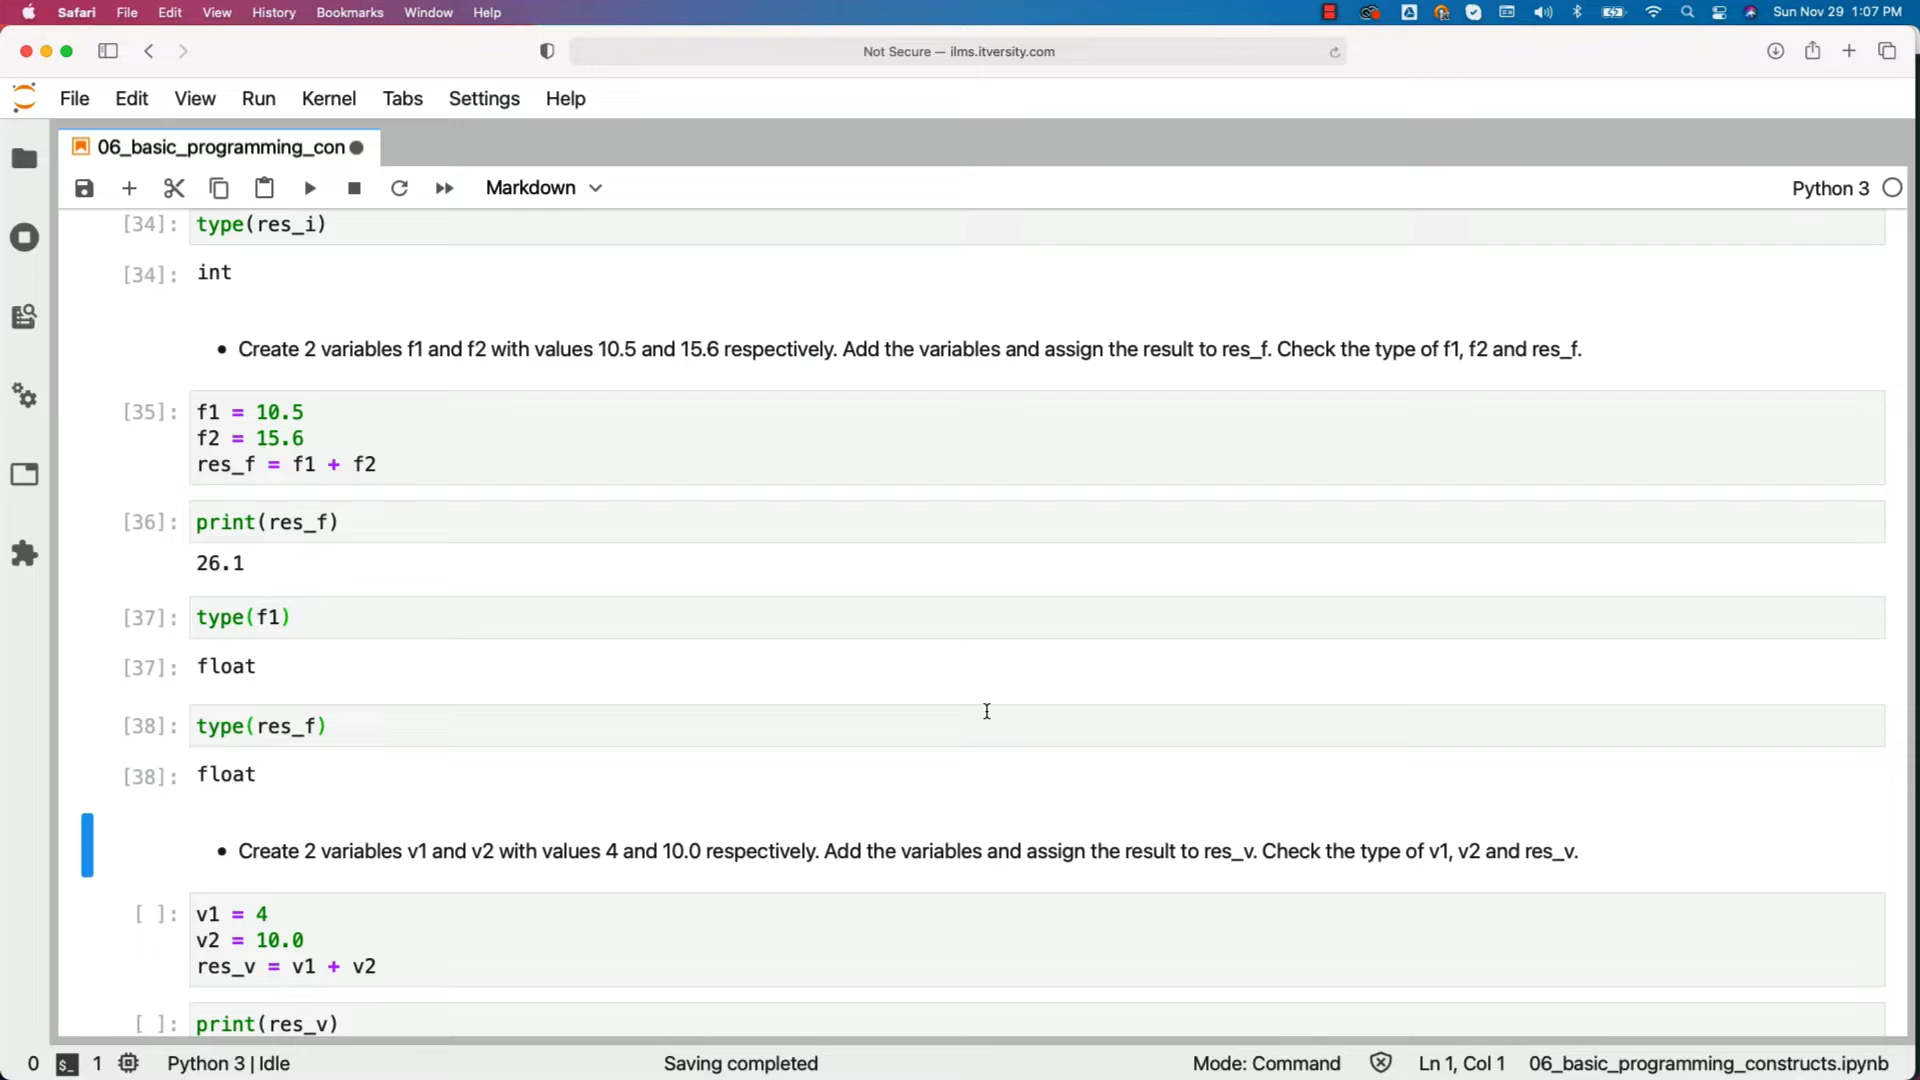 Safari File Edit View History Bookmarks Window Help Sun Nov 29 1:07 PM
Not Secure — ilms.itversity.com
File Edit View Run Kernel Tabs Settings Help
06_basic_programming_con
Markdown Python 3
[34]: type(res_i)
[34]: int
• Create 2 variables f1 and f2 with values 10.5 and 15.6 respectively. Add the variables and assign the result to res_f. Check the type of f1, f2 and res_f.
[35]: f1 = 10.5
f2 = 15.6
res_f = f1 + f2
[36]: print(res_f)
26.1
[37]: type(f1)
[37]: float
[38]: type(res_f)
[38]: float
• Create 2 variables v1 and v2 with values 4 and 10.0 respectively. Add the variables and assign the result to res_v. Check the type of v1, v2 and res_v.
[ ]: v1 = 4
v2 = 10.0
res_v = v1 + v2
[ ]: print(res_v)
0 $_ 1 Python 3 | Idle Saving completed Mode: Command Ln 1, Col 1 06_basic_programming_constructs.ipynb